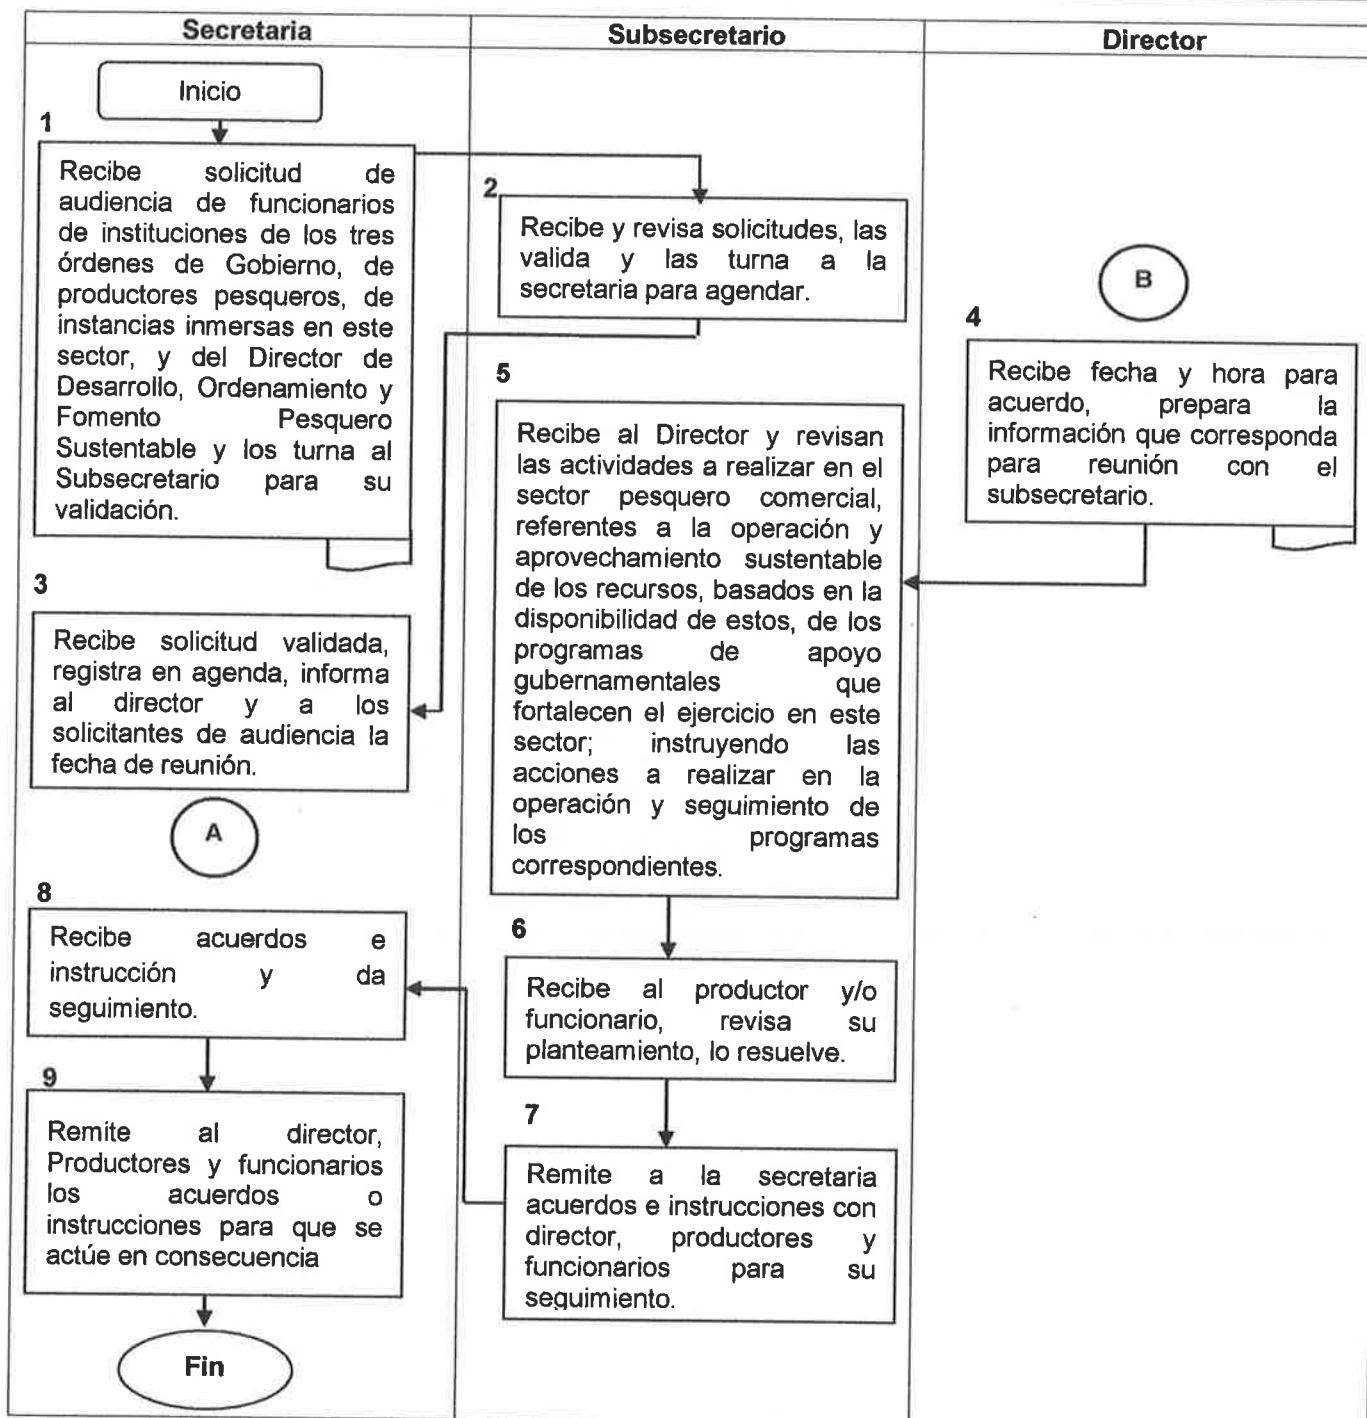 Secretaria
Subsecretario
Director
Inicio
1
Recibe solicitud de
audiencia de funcionarios
de instituciones de los tres
órdenes de Gobierno, de
productores pesqueros, de
instancias inmersas en este
sector, y del Director de
Desarrollo, Ordenamiento y
Fomento Pesquero
Sustentable y los turna al
Subsecretario para su
validación.
2
Recibe y revisa solicitudes, las
valida y las turna a la
secretaria para agendar.
3
Recibe solicitud validada,
registra en agenda, informa
al director y a los
solicitantes de audiencia la
fecha de reunión.
A
B
4
Recibe fecha y hora para
acuerdo, prepara la
información que corresponda
para reunión con el
subsecretario.
5
Recibe al Director y revisan
las actividades a realizar en el
sector pesquero comercial,
referentes a la operación y
aprovechamiento sustentable
de los recursos, basados en la
disponibilidad de estos, de los
programas de apoyo
gubernamentales que
fortalecen el ejercicio en este
sector; instruyendo las
acciones a realizar en la
operación y seguimiento de
los programas
correspondientes.
6
Recibe al productor y/o
funcionario, revisa su
planteamiento, lo resuelve.
7
Remite a la secretaria
acuerdos e instrucciones con
director, productores y
funcionarios para su
seguimiento.
8
Recibe acuerdos e
instrucción y da
seguimiento.
9
Remite al director,
Productores y funcionarios
los acuerdos o
instrucciones para que se
actúe en consecuencia
Fin